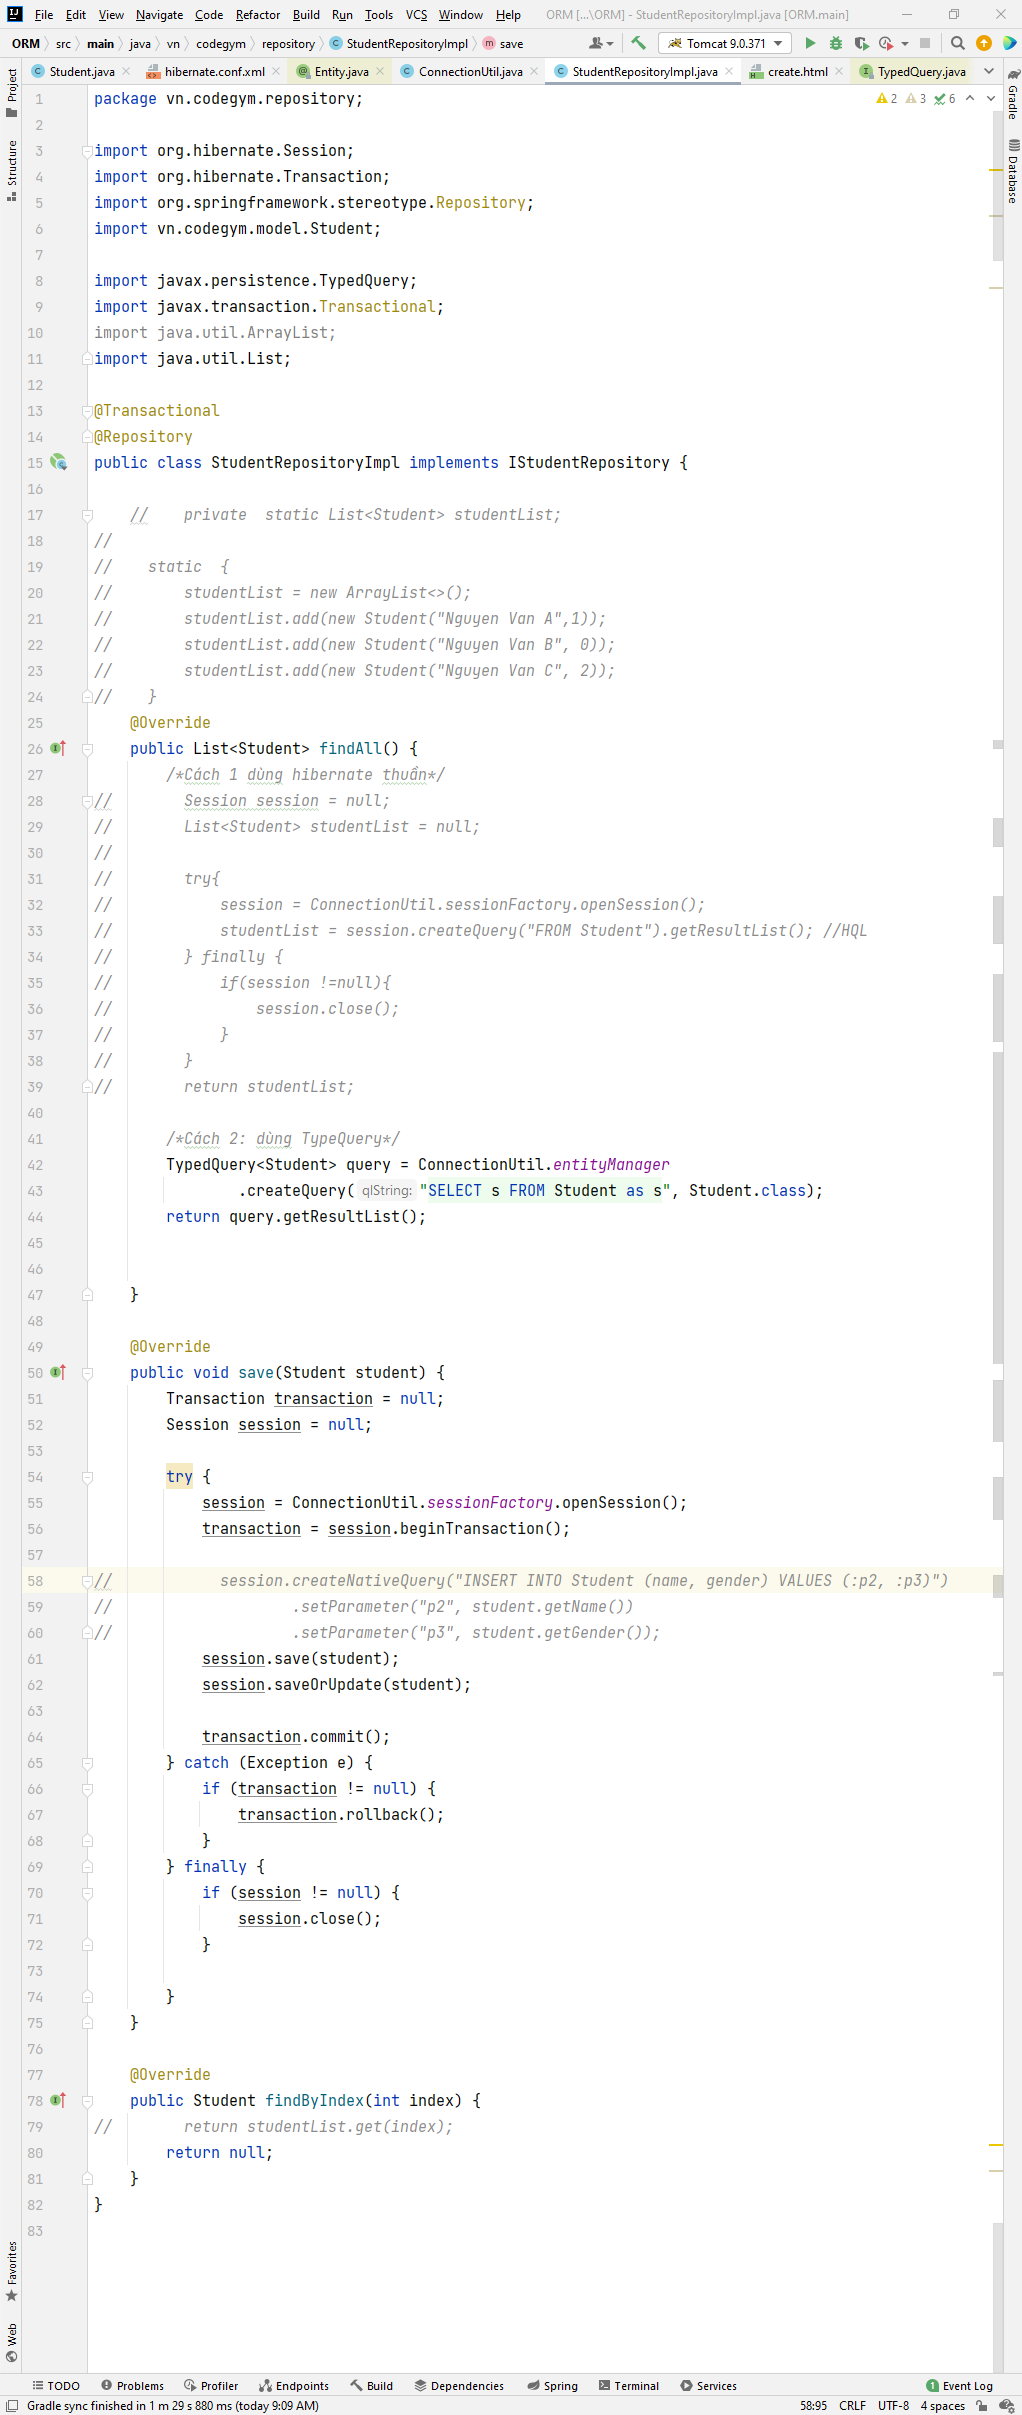 File Edit View Navigate Code Refactor Build Run Tools VCS Window Help ORM [...\ORM] - StudentRepositoryImpl.java [ORM.main]
ORM src main java vn codegym repository StudentRepositoryImpl save Tomcat 9.0.371
Student.java hibernate.conf.xml Entity.java ConnectionUtil.java StudentRepositoryImpl.java create.html TypedQuery.java
Project
Structure
Favorites
Web
Gradle
Database
2 3 6
1 package vn.codegym.repository;
2
3 import org.hibernate.Session;
4 import org.hibernate.Transaction;
5 import org.springframework.stereotype.Repository;
6 import vn.codegym.model.Student;
7
8 import javax.persistence.TypedQuery;
9 import javax.transaction.Transactional;
10 import java.util.ArrayList;
11 import java.util.List;
12
13 @Transactional
14 @Repository
15 public class StudentRepositoryImpl implements IStudentRepository {
16
17     //    private  static List<Student> studentList;
18 //
19 //    static  {
20 //        studentList = new ArrayList<>();
21 //        studentList.add(new Student("Nguyen Van A",1));
22 //        studentList.add(new Student("Nguyen Van B", 0));
23 //        studentList.add(new Student("Nguyen Van C", 2));
24 //    }
25     @Override
26     public List<Student> findAll() {
27         /*Cách 1 dùng hibernate thuần*/
28 //        Session session = null;
29 //        List<Student> studentList = null;
30 //
31 //        try{
32 //            session = ConnectionUtil.sessionFactory.openSession();
33 //            studentList = session.createQuery("FROM Student").getResultList(); //HQL
34 //        } finally {
35 //            if(session !=null){
36 //                session.close();
37 //            }
38 //        }
39 //        return studentList;
40
41         /*Cách 2: dùng TypeQuery*/
42         TypedQuery<Student> query = ConnectionUtil.entityManager
43                 .createQuery( qlString: "SELECT s FROM Student as s", Student.class);
44         return query.getResultList();
45
46
47     }
48
49     @Override
50     public void save(Student student) {
51         Transaction transaction = null;
52         Session session = null;
53
54         try {
55             session = ConnectionUtil.sessionFactory.openSession();
56             transaction = session.beginTransaction();
57
58 //            session.createNativeQuery("INSERT INTO Student (name, gender) VALUES (:p2, :p3)")
59 //                    .setParameter("p2", student.getName())
60 //                    .setParameter("p3", student.getGender());
61             session.save(student);
62             session.saveOrUpdate(student);
63
64             transaction.commit();
65         } catch (Exception e) {
66             if (transaction != null) {
67                 transaction.rollback();
68             }
69         } finally {
70             if (session != null) {
71                 session.close();
72             }
73
74         }
75     }
76
77     @Override
78     public Student findByIndex(int index) {
79 //        return studentList.get(index);
80         return null;
81     }
82 }
83
TODO Problems Profiler Endpoints Build Dependencies Spring Terminal Services 1 Event Log
Gradle sync finished in 1 m 29 s 880 ms (today 9:09 AM) 58:95 CRLF UTF-8 4 spaces